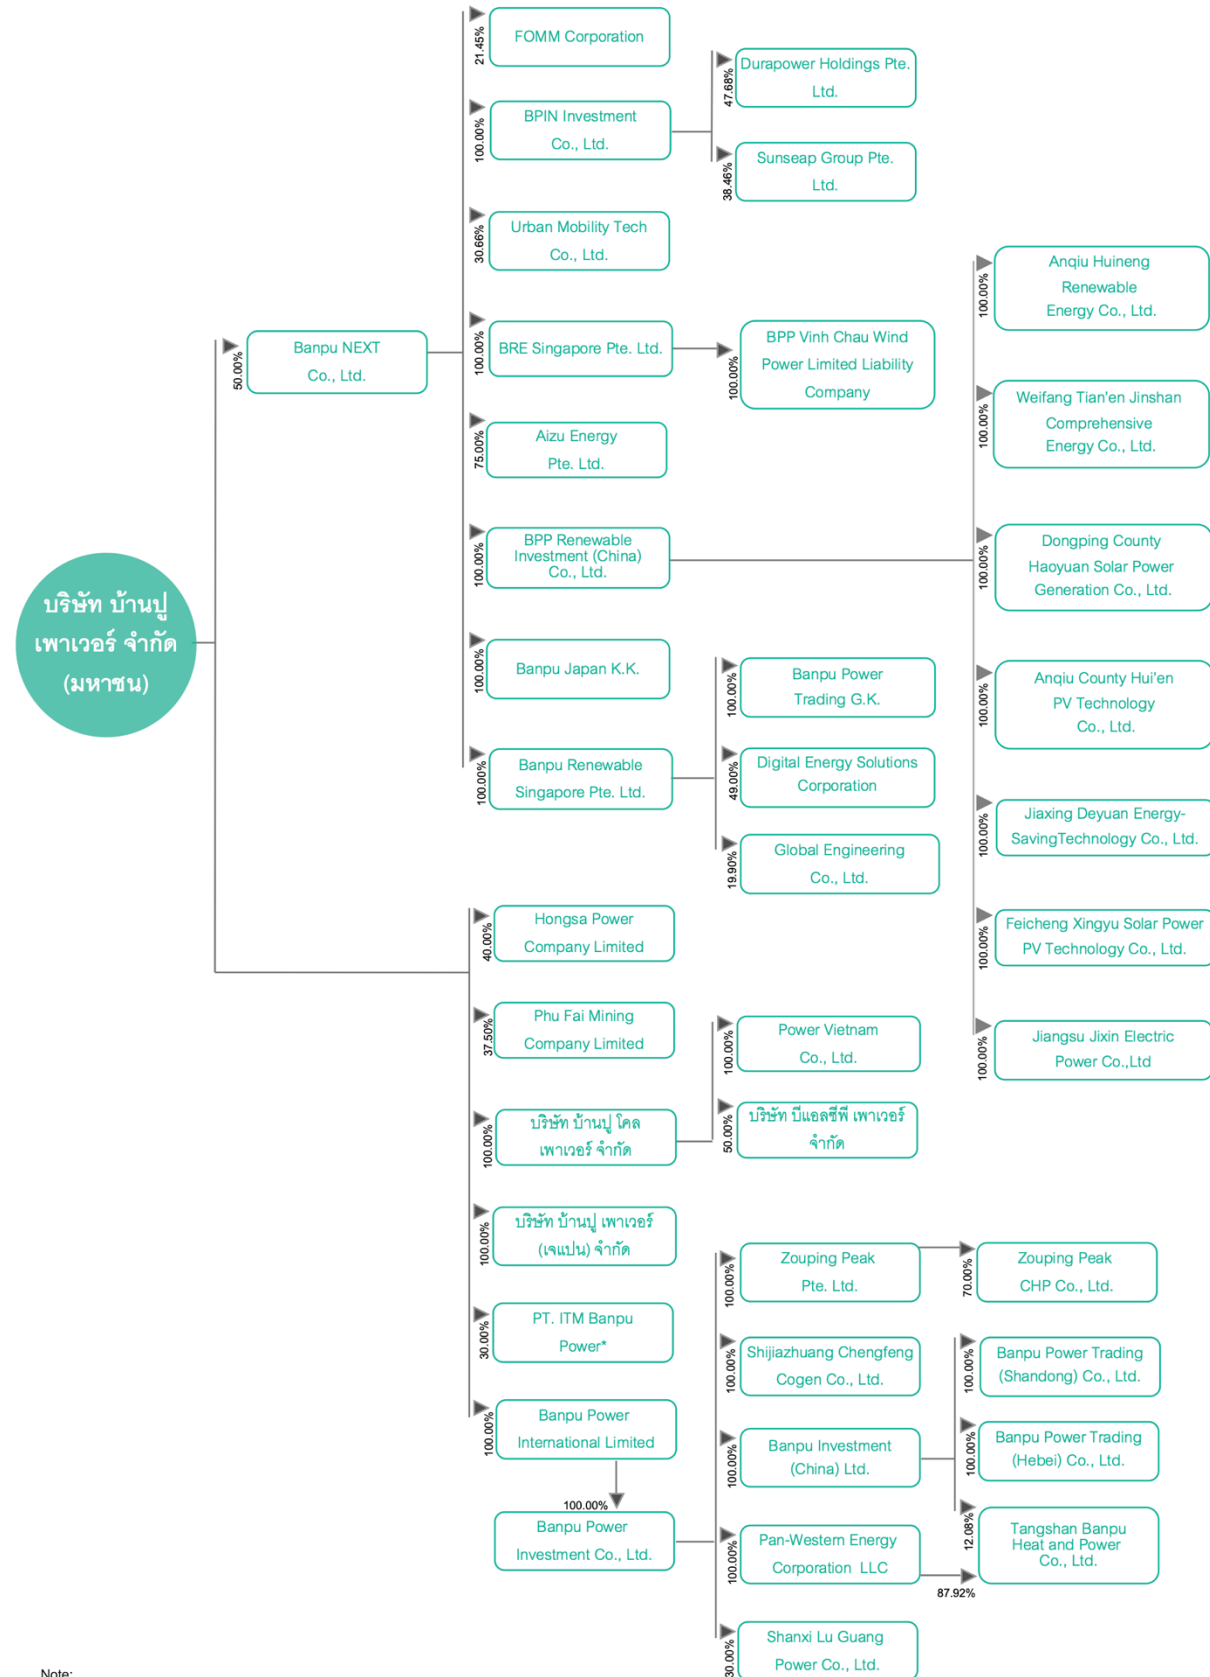 บริษัท บ้านปู
เพาเวอร์ จำกัด
(มหาชน)
50.00%
Banpu NEXT
Co., Ltd.
21.45%
FOMM Corporation
100.00%
BPIN Investment
Co., Ltd.
47.68%
Durapower Holdings Pte.
Ltd.
38.46%
Sunseap Group Pte.
Ltd.
30.66%
Urban Mobility Tech
Co., Ltd.
100.00%
BRE Singapore Pte. Ltd.
100.00%
BPP Vinh Chau Wind
Power Limited Liability
Company
75.00%
Aizu Energy
Pte. Ltd.
100.00%
BPP Renewable
Investment (China)
Co., Ltd.
100.00%
Anqiu Huineng
Renewable
Energy Co., Ltd.
100.00%
Weifang Tian'en Jinshan
Comprehensive
Energy Co., Ltd.
100.00%
Dongping County
Haoyuan Solar Power
Generation Co., Ltd.
100.00%
Anqiu County Hui'en
PV Technology
Co., Ltd.
100.00%
Jiaxing Deyuan Energy-
SavingTechnology Co., Ltd.
100.00%
Feicheng Xingyu Solar Power
PV Technology Co., Ltd.
100.00%
Jiangsu Jixin Electric
Power Co.,Ltd
100.00%
Banpu Japan K.K.
100.00%
Banpu Renewable
Singapore Pte. Ltd.
100.00%
Banpu Power
Trading G.K.
49.00%
Digital Energy Solutions
Corporation
19.90%
Global Engineering
Co., Ltd.
40.00%
Hongsa Power
Company Limited
37.50%
Phu Fai Mining
Company Limited
100.00%
บริษัท บ้านปู โคล
เพาเวอร์ จำกัด
100.00%
Power Vietnam
Co., Ltd.
50.00%
บริษัท บีแอลซีพี เพาเวอร์
จำกัด
100.00%
บริษัท บ้านปู เพาเวอร์
(เจแปน) จำกัด
30.00%
PT. ITM Banpu
Power*
100.00%
Banpu Power
International Limited
100.00%
Banpu Power
Investment Co., Ltd.
100.00%
Zouping Peak
Pte. Ltd.
70.00%
Zouping Peak
CHP Co., Ltd.
100.00%
Shijiazhuang Chengfeng
Cogen Co., Ltd.
100.00%
Banpu Investment
(China) Ltd.
100.00%
Banpu Power Trading
(Shandong) Co., Ltd.
100.00%
Banpu Power Trading
(Hebei) Co., Ltd.
12.08%
Tangshan Banpu
Heat and Power
Co., Ltd.
100.00%
Pan-Western Energy
Corporation LLC
87.92%
30.00%
Shanxi Lu Guang
Power Co., Ltd.
Note: